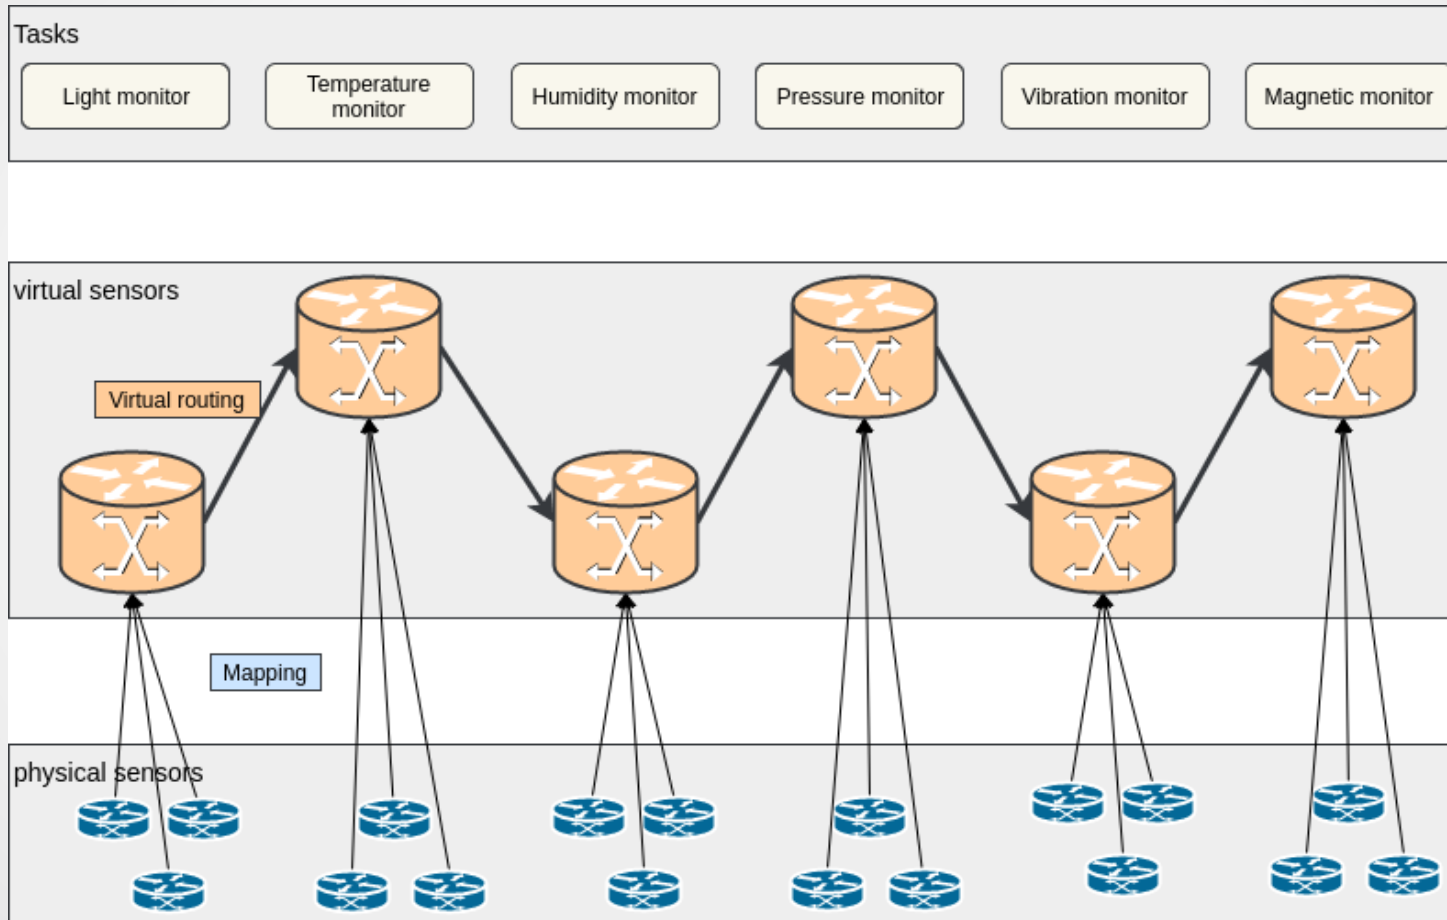 Tasks
Light monitor
Temperature
monitor
Humidity monitor
Pressure monitor
Vibration monitor
Magnetic monitor
virtual sensors
Virtual routing
Mapping
physical sensors